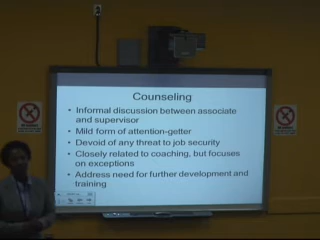 Counseling
• Informal discussion between associate
and supervisor
• Mild form of attention-getter
• Devoid of any threat to job security
• Closely related to coaching, but focuses
on exceptions
• Address need for further development and
training